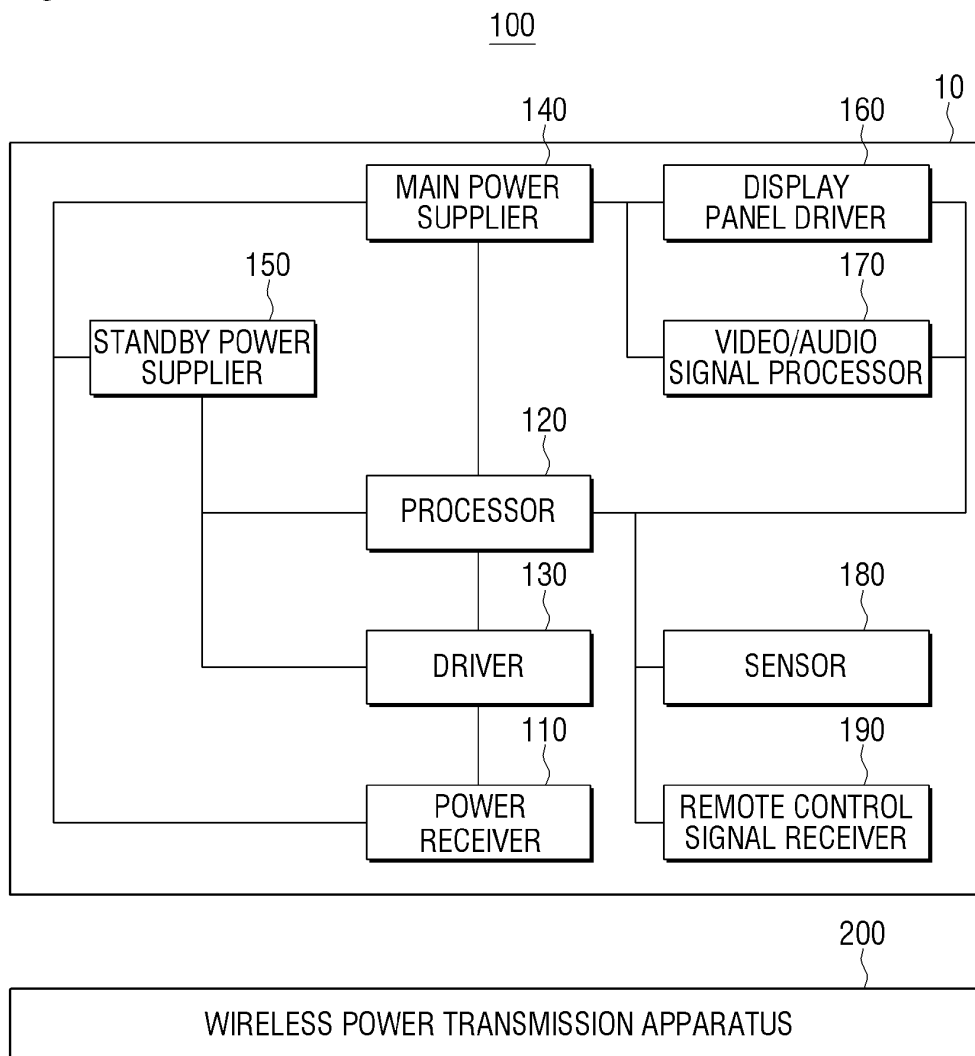 100
10
140
160
MAIN POWER
SUPPLIER
DISPLAY
PANEL DRIVER
150
170
STANDBY POWER
SUPPLIER
VIDEO/AUDIO
SIGNAL PROCESSOR
120
PROCESSOR
130
180
DRIVER
SENSOR
110
190
POWER
RECEIVER
REMOTE CONTROL
SIGNAL RECEIVER
200
WIRELESS POWER TRANSMISSION APPARATUS